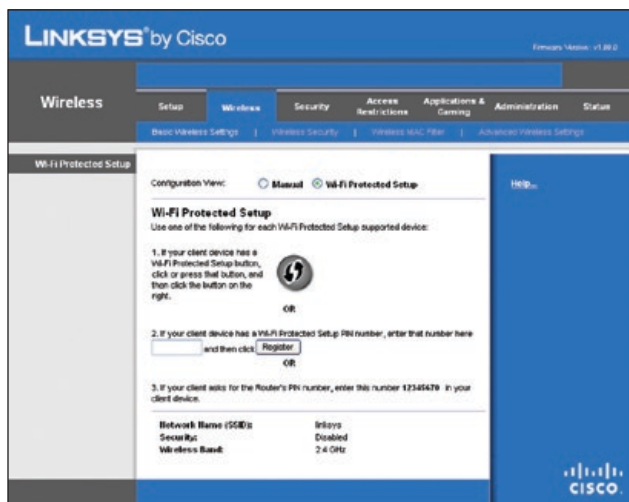 LINKSYS® by Cisco
Firmware Version: v1.00.0
Wireless
Setup
Wireless
Security
Access Restrictions
Applications & Gaming
Administration
Status
Basic Wireless Settings | Wireless Security | Wireless MAC Filter | Advanced Wireless Settings
Wi-Fi Protected Setup
Configuration View: Manual Wi-Fi Protected Setup
Help...
Wi-Fi Protected Setup
Use one of the following for each Wi-Fi Protected Setup supported device:
1. If your client device has a
Wi-Fi Protected Setup button,
click or press that button, and
then click the button on the
right.
OR
2. If your client device has a Wi-Fi Protected Setup PIN number, enter that number here
and then click Register
OR
3. If your client asks for the Router's PIN number, enter this number 12345670 in your
client device.
Network Name (SSID): linksys
Security: Disabled
Wireless Band: 2.4 GHz
CISCO.